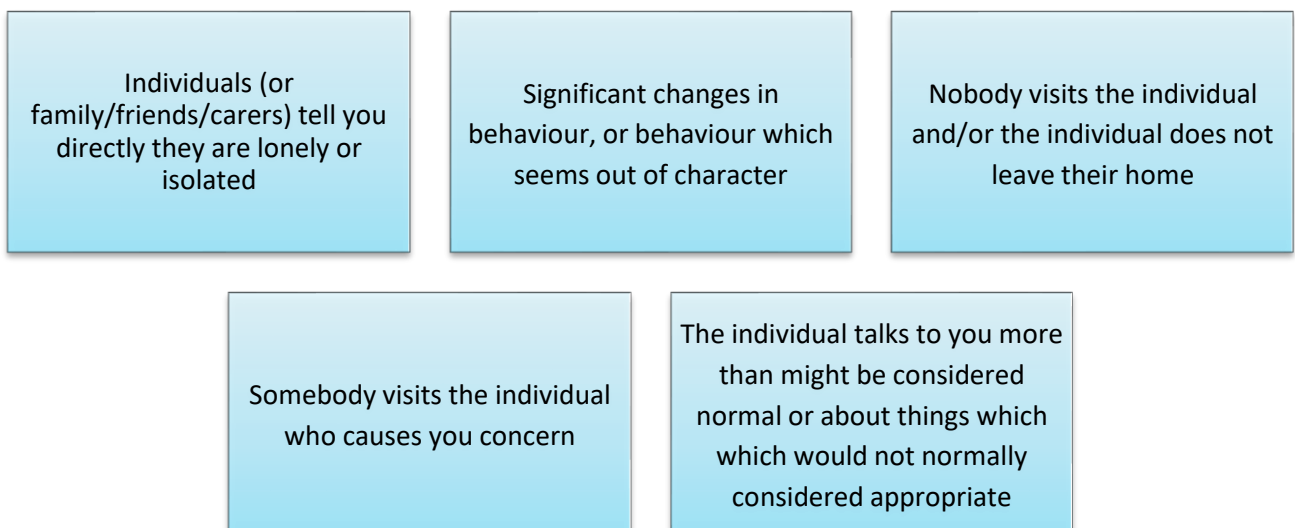 Individuals (or
family/friends/carers) tell you
directly they are lonely or
isolated
Significant changes in
behaviour, or behaviour which
seems out of character
Nobody visits the individual
and/or the individual does not
leave their home
Somebody visits the individual
who causes you concern
The individual talks to you more
than might be considered
normal or about things which
which would not normally
considered appropriate